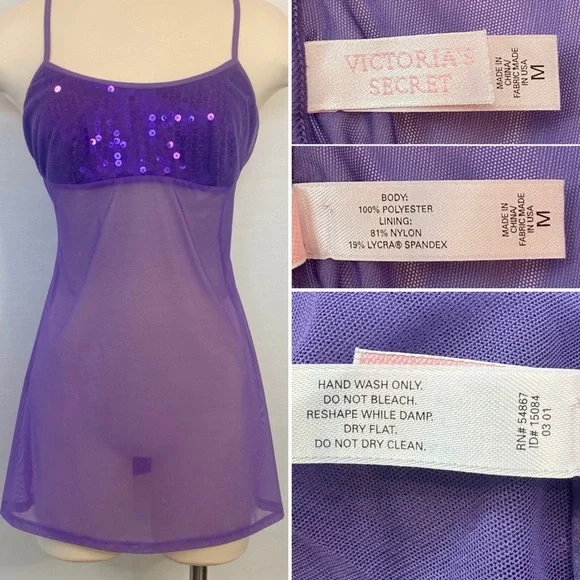 VICTORIA'S
SECRET
MADE IN
CHINA/
FABRIC MADE
IN USA
M
BODY:
100% POLYESTER
LINING:
81% NYLON
19% LYCRA® SPANDEX
MADE IN
CHINA/
FABRIC MADE
IN USA
M
HAND WASH ONLY.
DO NOT BLEACH.
RESHAPE WHILE DAMP.
DRY FLAT.
DO NOT DRY CLEAN.
RN# 54867
ID# 15084
03 01